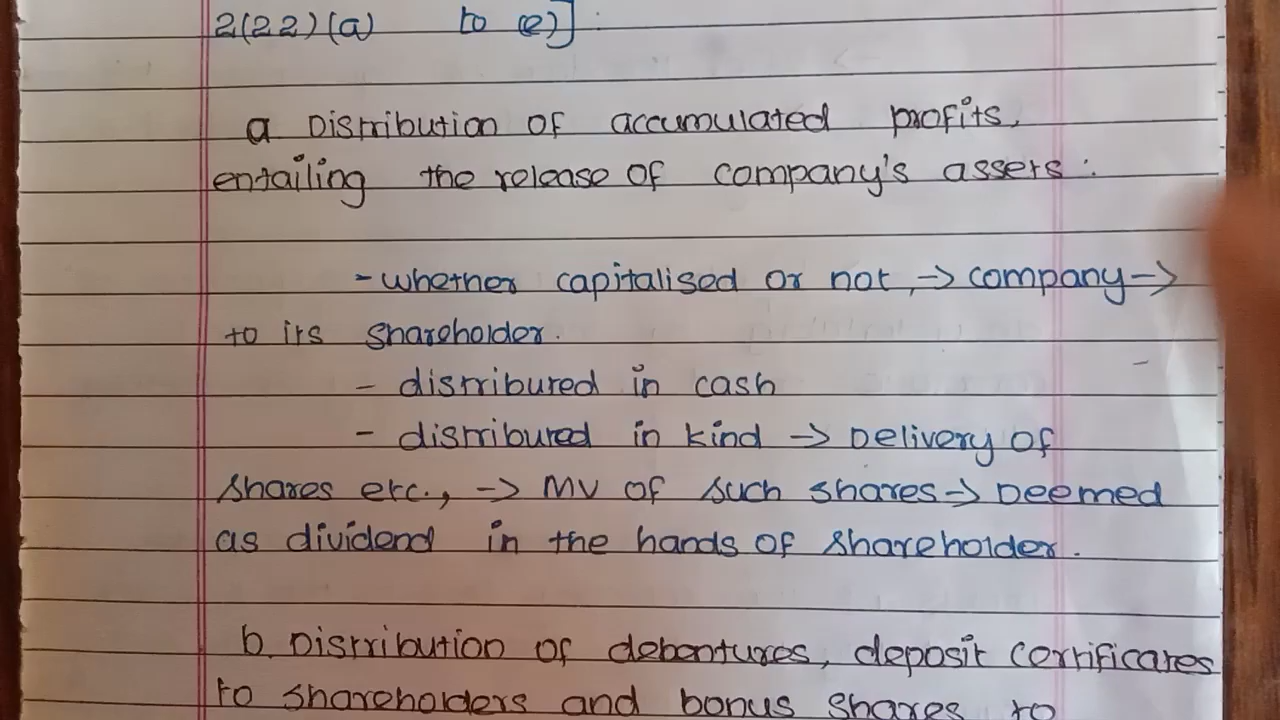 2(22)(a) to (e)]
a Distribution of accumulated profits,
entailing the release of company's assets :
- whether capitalised or not, -> company ->
to its shareholder.
- distributed in cash
- distributed in kind -> Delivery of
shares etc., -> MV of such shares -> Deemed
as dividend in the hands of shareholder.
b. Distribution of debentures, deposit certificates
to shareholders and bonus shares to